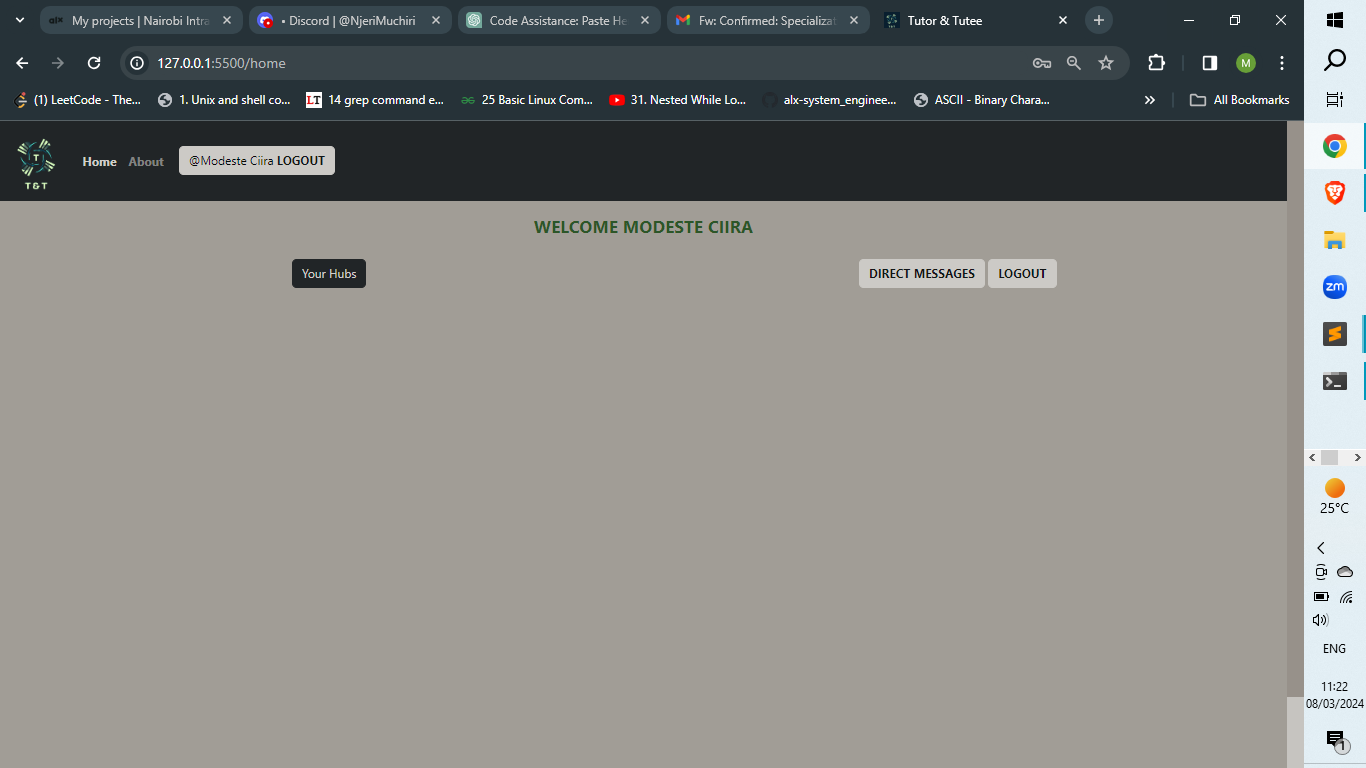 alx My projects | Nairobi Intra
• Discord | @NjeriMuchiri
Code Assistance: Paste He
Fw: Confirmed: Specializat
Tutor & Tutee
127.0.0.1:5500/home
M
(1) LeetCode - The...
1. Unix and shell co...
LT 14 grep command e...
25 Basic Linux Com...
31. Nested While Lo...
alx-system_enginee...
ASCII - Binary Chara...
All Bookmarks
T
T&T
Home
About
@Modeste Ciira LOGOUT
WELCOME MODESTE CIIRA
Your Hubs
DIRECT MESSAGES
LOGOUT
zm
25°C
ENG
11:22
08/03/2024
1